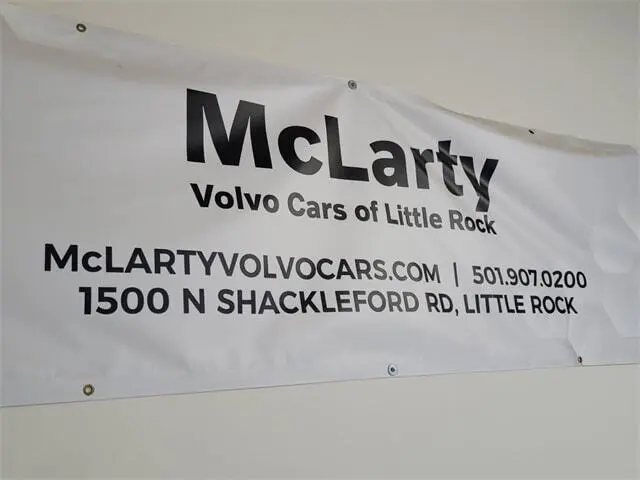 McLarty
Volvo Cars of Little Rock
McLARTYVOLVOCARS.COM | 501.907.0200
1500 N SHACKLEFORD RD, LITTLE ROCK